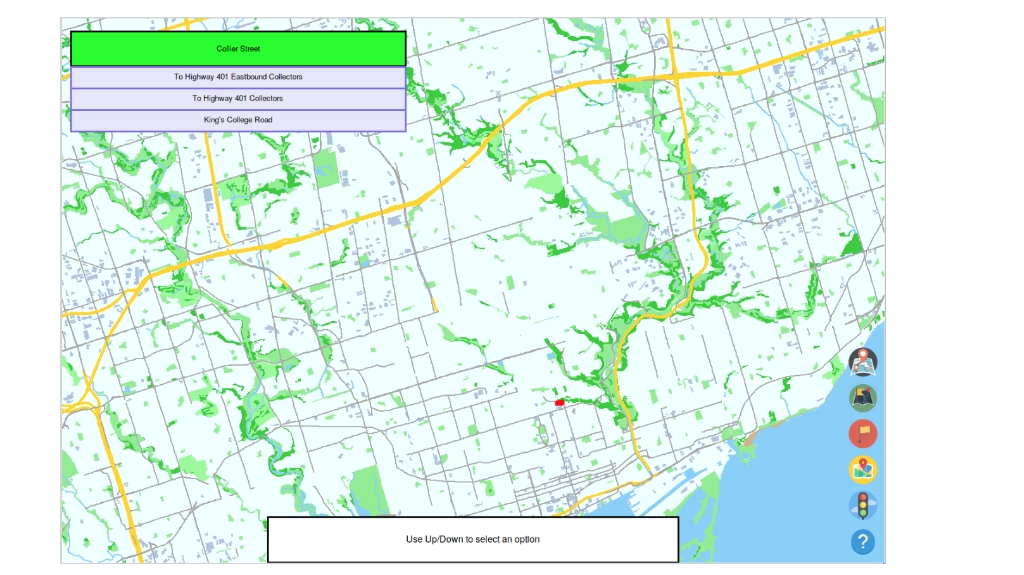 Collier Street
To Highway 401 Eastbound Collectors
To Highway 401 Collectors
King's College Road
Use Up/Down to select an option
?